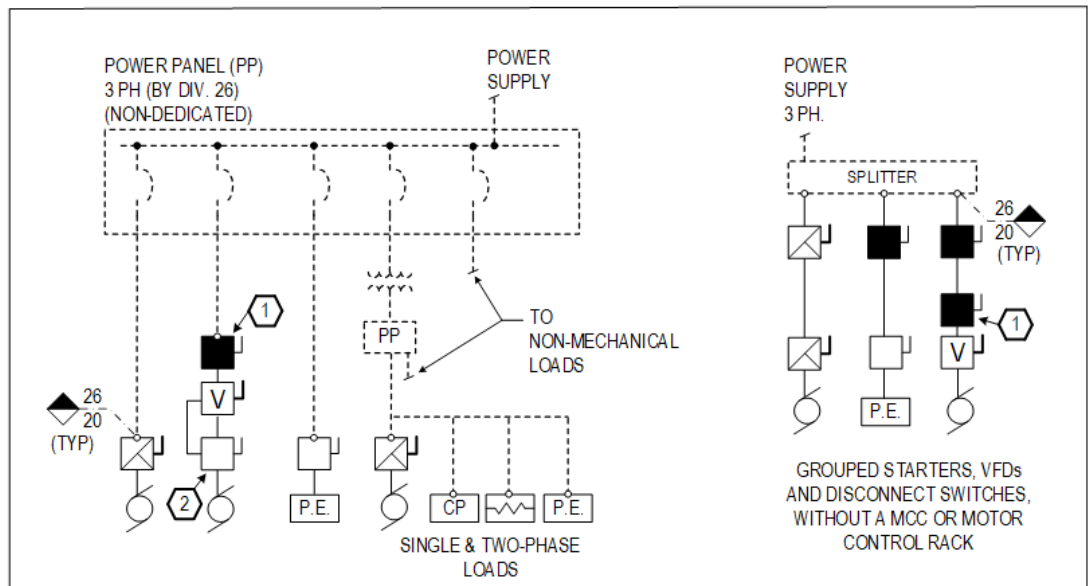 POWER PANEL (PP)
3 PH (BY DIV. 26)
(NON-DEDICATED)
POWER
SUPPLY
1
V
26
20
(TYP)
2
P.E.
PP
TO
NON-MECHANICAL
LOADS
CP
P.E.
SINGLE & TWO-PHASE
LOADS
POWER
SUPPLY
3 PH.
SPLITTER
26
20
(TYP)
1
V
P.E.
GROUPED STARTERS, VFDs
AND DISCONNECT SWITCHES,
WITHOUT A MCC OR MOTOR
CONTROL RACK